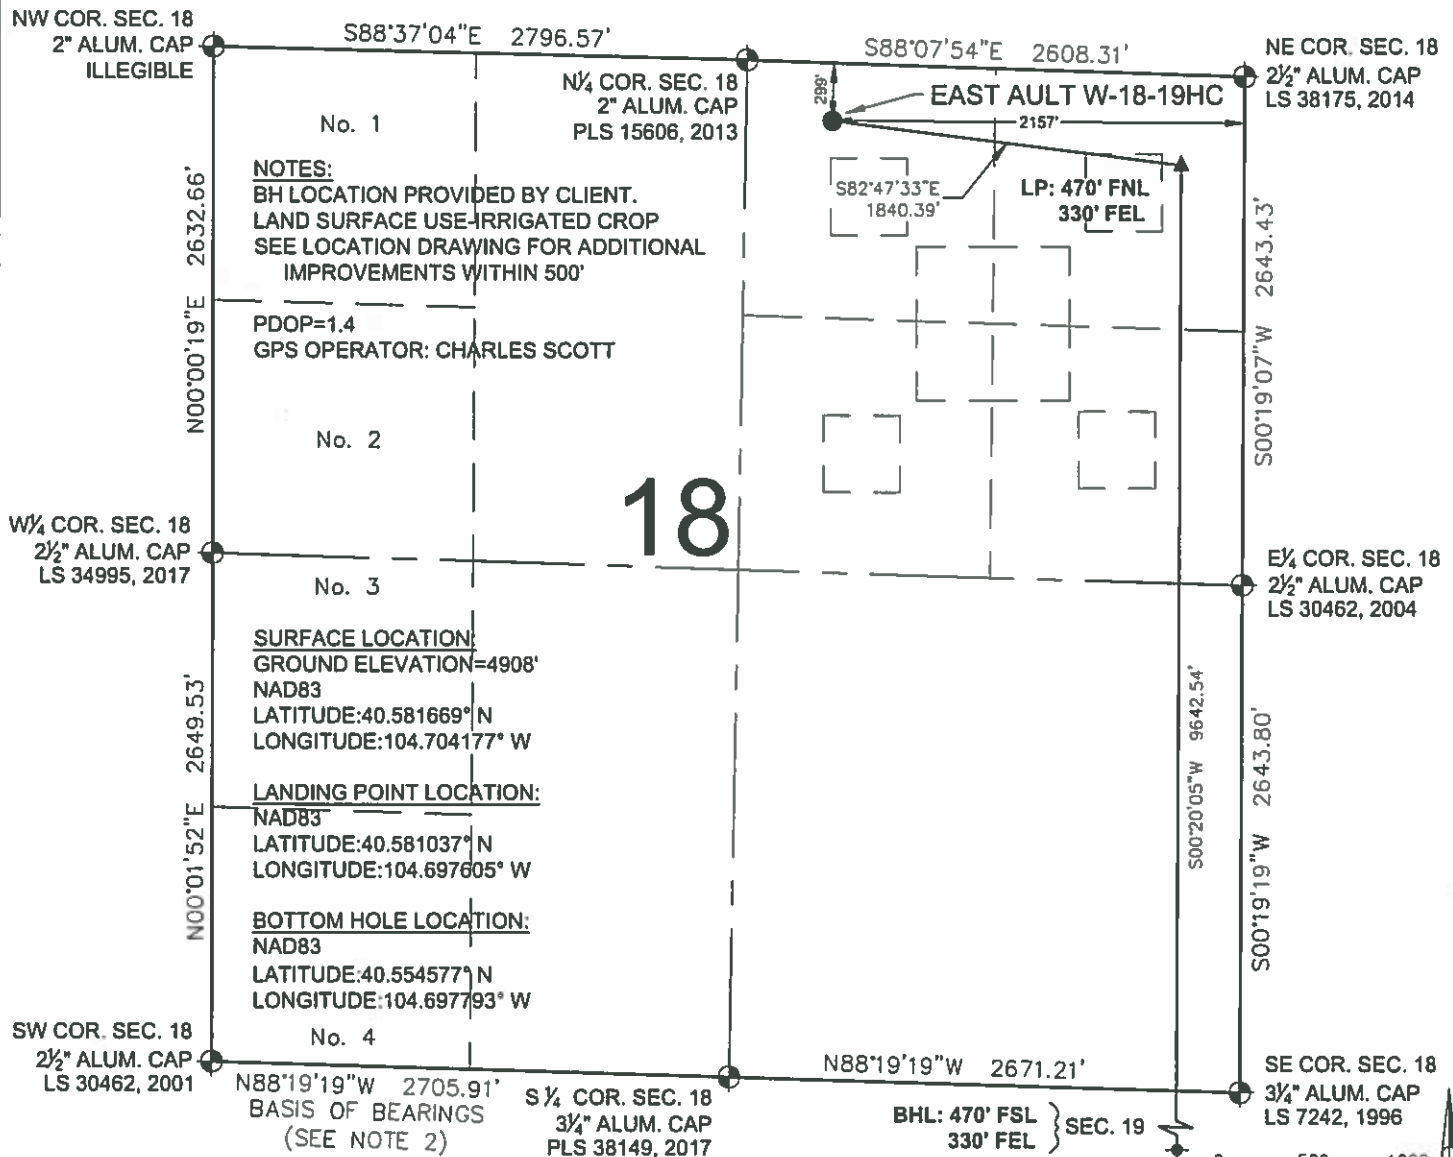 NW COR. SEC. 18
2" ALUM. CAP
ILLEGIBLE
S88°37'04"E 2796.57'
N¼ COR. SEC. 18
2" ALUM. CAP
PLS 15606, 2013
S88°07'54"E 2608.31'
NE COR. SEC. 18
2½" ALUM. CAP
LS 38175, 2014
299'
EAST AULT W-18-19HC
2157'
S82°47'33"E
1840.39'
LP: 470' FNL
330' FEL
No. 1
NOTES:
BH LOCATION PROVIDED BY CLIENT.
LAND SURFACE USE-IRRIGATED CROP
SEE LOCATION DRAWING FOR ADDITIONAL
IMPROVEMENTS WITHIN 500'
PDOP=1.4
GPS OPERATOR: CHARLES SCOTT
N00°00'19"E 2632.66'
S00°19'07"W 2643.43'
No. 2
18
W¼ COR. SEC. 18
2½" ALUM. CAP
LS 34995, 2017
E¼ COR. SEC. 18
2½" ALUM. CAP
LS 30462, 2004
No. 3
SURFACE LOCATION:
GROUND ELEVATION=4908'
NAD83
LATITUDE:40.581669° N
LONGITUDE:104.704177° W
LANDING POINT LOCATION:
NAD83
LATITUDE:40.581037° N
LONGITUDE:104.697605° W
BOTTOM HOLE LOCATION:
NAD83
LATITUDE:40.554577° N
LONGITUDE:104.697793° W
N00°01'52"E 2649.53'
S00°20'05"W 9642.54'
S00°19'19"W 2643.80'
No. 4
SW COR. SEC. 18
2½" ALUM. CAP
LS 30462, 2001
N88°19'19"W 2705.91'
BASIS OF BEARINGS
(SEE NOTE 2)
S¼ COR. SEC. 18
3¼" ALUM. CAP
PLS 38149, 2017
N88°19'19"W 2671.21'
BHL: 470' FSL
330' FEL
SEC. 19
SE COR. SEC. 18
3¼" ALUM. CAP
LS 7242, 1996